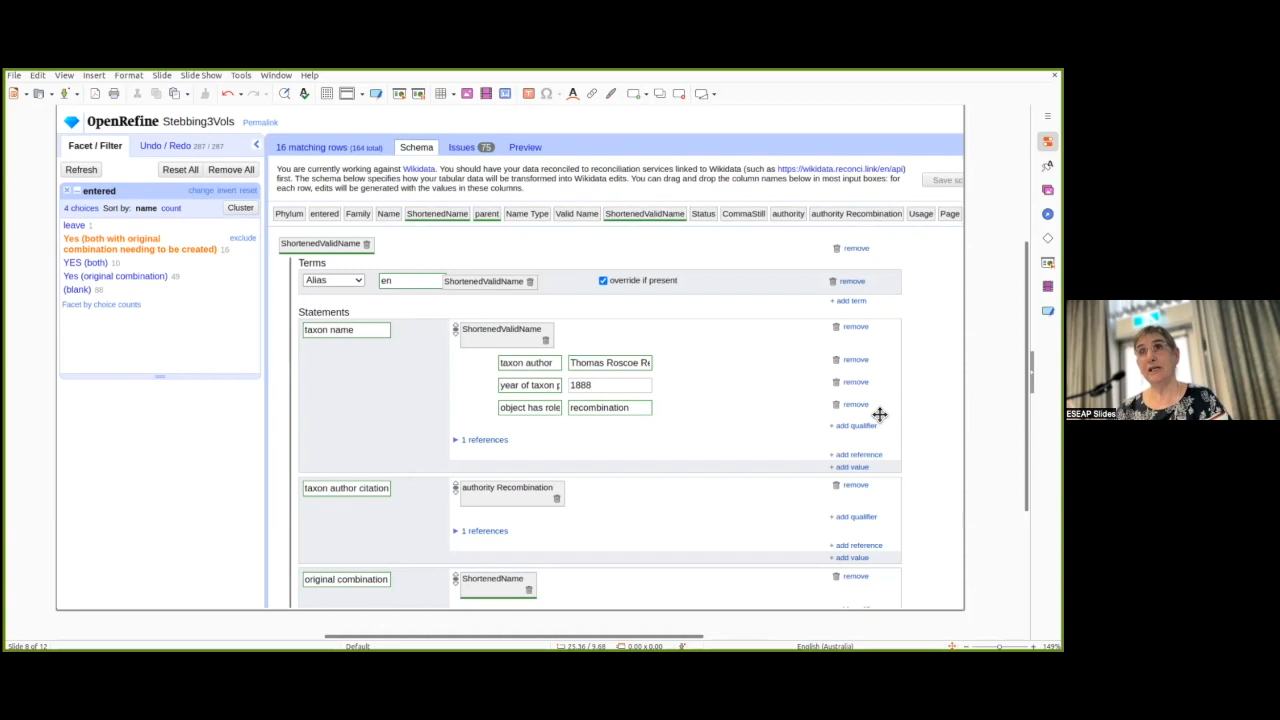 File Edit View Insert Format Slide Slide Show Tools Window Help
OpenRefine Stebbing3Vols Permalink
Facet / Filter Undo / Redo 287 / 287
Refresh Reset All Remove All
entered change invert reset
4 choices Sort by: name count Cluster
leave 1
Yes (both with original exclude
combination needing to be created) 16
YES (both) 10
Yes (original combination) 49
(blank) 88
Facet by choice counts
16 matching rows (164 total) Schema Issues 75 Preview
You are currently working against Wikidata. You should have your data reconciled to reconciliation services linked to Wikidata (such as https://wikidata.reconci.link/en/api)
first. The schema below specifies how your tabular data will be transformed into Wikidata edits. You can drag and drop the column names below in most input boxes: for
each row, edits will be generated with the values in these columns.
Save sc
Phylum entered Family Name ShortenedName parent Name Type Valid Name ShortenedValidName Status CommaStill authority authority Recombination Usage Page
ShortenedValidName remove
Terms
Alias en ShortenedValidName override if present remove
+ add term
Statements
taxon name ShortenedValidName remove
taxon author Thomas Roscoe Re remove
year of taxon p 1888 remove
object has role recombination remove
+ add qualifier
1 references
+ add reference
+ add value
taxon author citation authority Recombination remove
+ add qualifier
1 references
+ add reference
+ add value
original combination ShortenedName remove
Slide 8 of 12 Default 25.36 / 9.68 0.00 x 0.00 English (Australia) 149%
ESEAP Slides